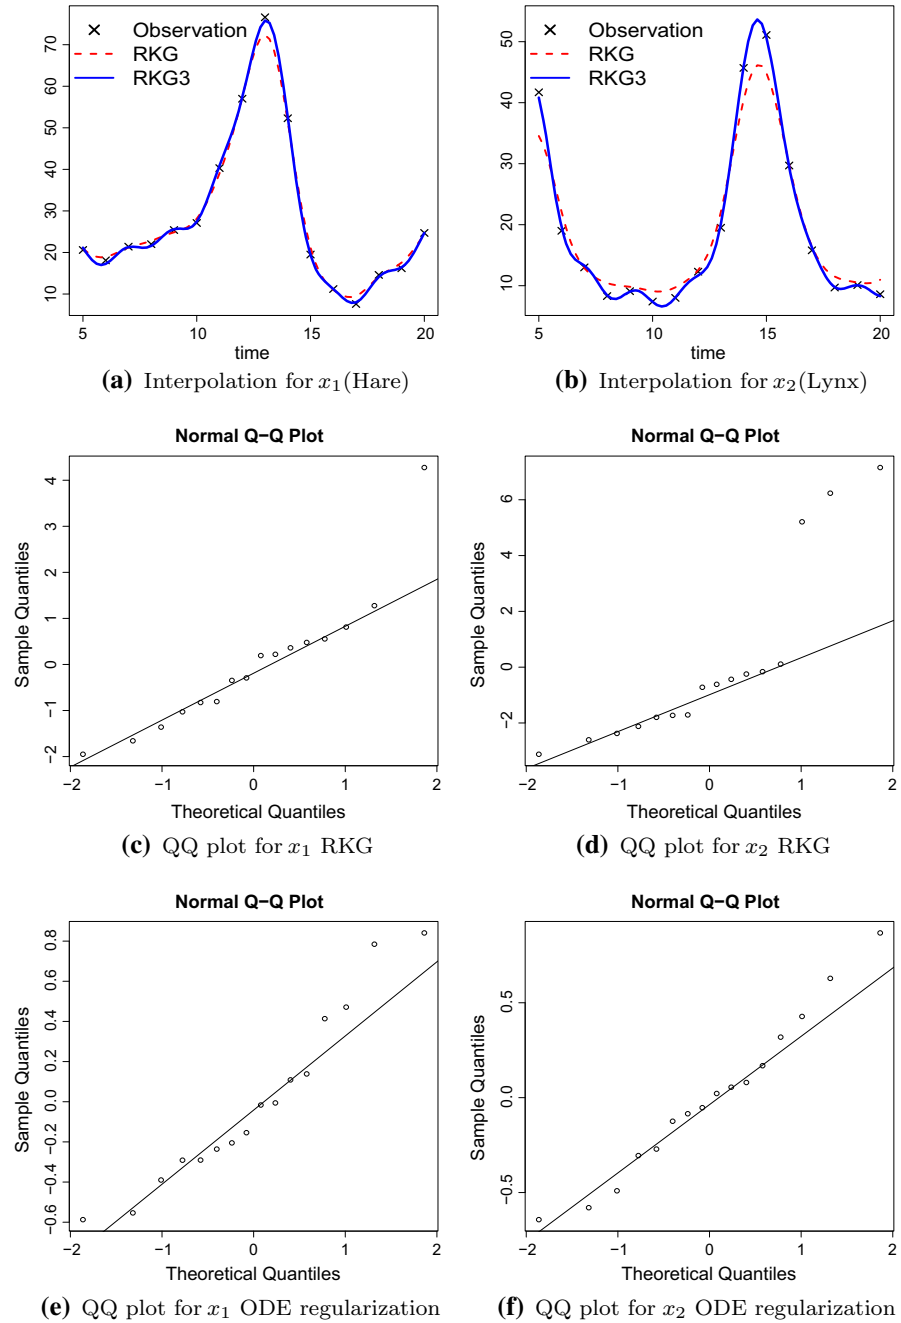 Observation
RKG
RKG3
70
60
50
40
30
20
10
5
10
15
20
time
(a) Interpolation for x1(Hare)
Observation
RKG
RKG3
50
40
30
20
10
5
10
15
20
time
(b) Interpolation for x2(Lynx)
Normal Q−Q Plot
Sample Quantiles
4
3
2
1
0
−1
−2
−2
−1
0
1
2
Theoretical Quantiles
(c) QQ plot for x1 RKG
Normal Q−Q Plot
Sample Quantiles
6
4
2
0
−2
−2
−1
0
1
2
Theoretical Quantiles
(d) QQ plot for x2 RKG
Normal Q−Q Plot
Sample Quantiles
0.8
0.6
0.4
0.2
0.0
−0.2
−0.4
−0.6
−2
−1
0
1
2
Theoretical Quantiles
(e) QQ plot for x1 ODE regularization
Normal Q−Q Plot
Sample Quantiles
0.5
0.0
−0.5
−2
−1
0
1
2
Theoretical Quantiles
(f) QQ plot for x2 ODE regularization